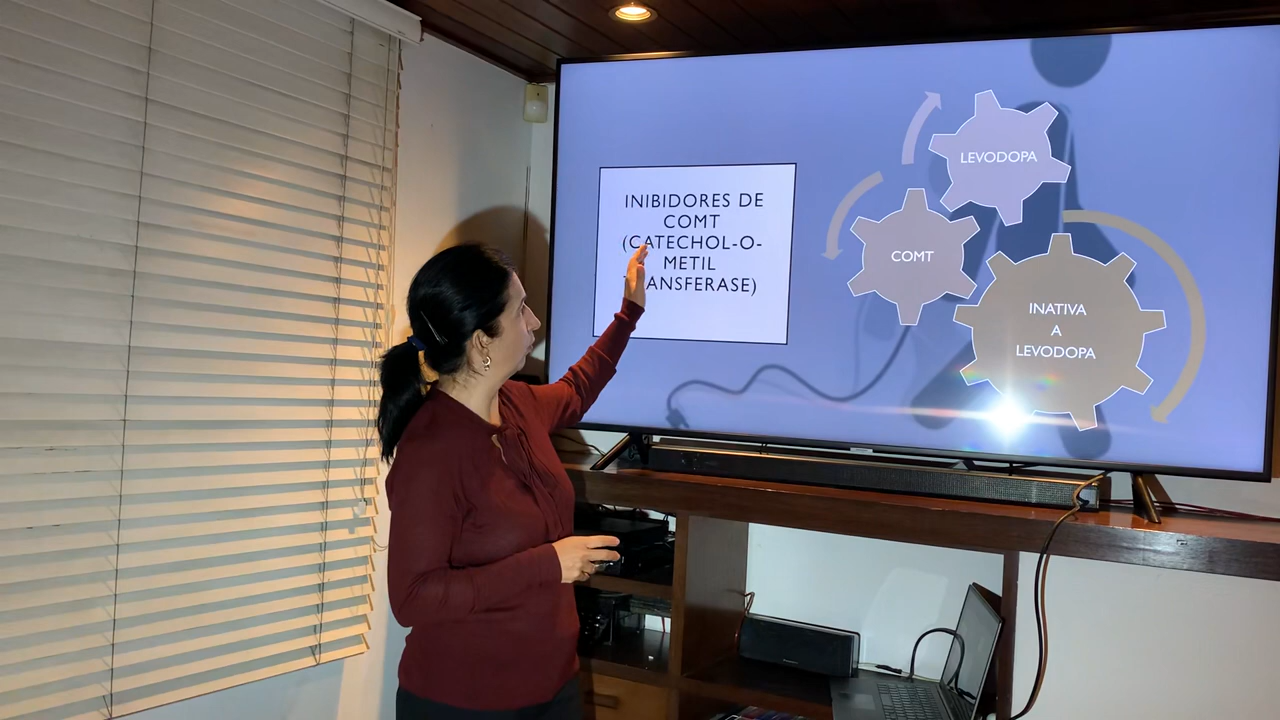 INIBIDORES DE
COMT
(CATECHOL-O-
METIL
ANSFERASE)
LEVODOPA
COMT
INATIVA
A
LEVODOPA